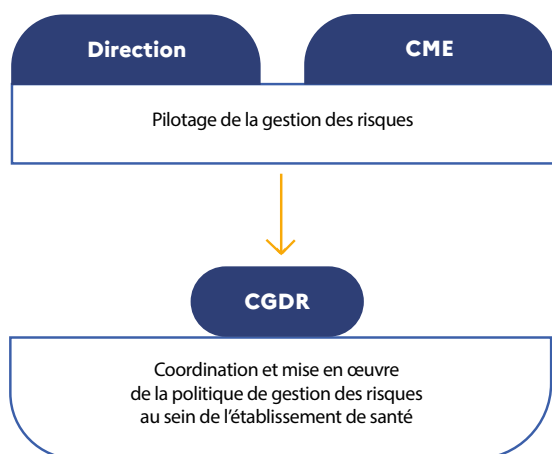 Direction
CME
Pilotage de la gestion des risques
CGDR
Coordination et mise en œuvre
de la politique de gestion des risques
au sein de l’établissement de santé